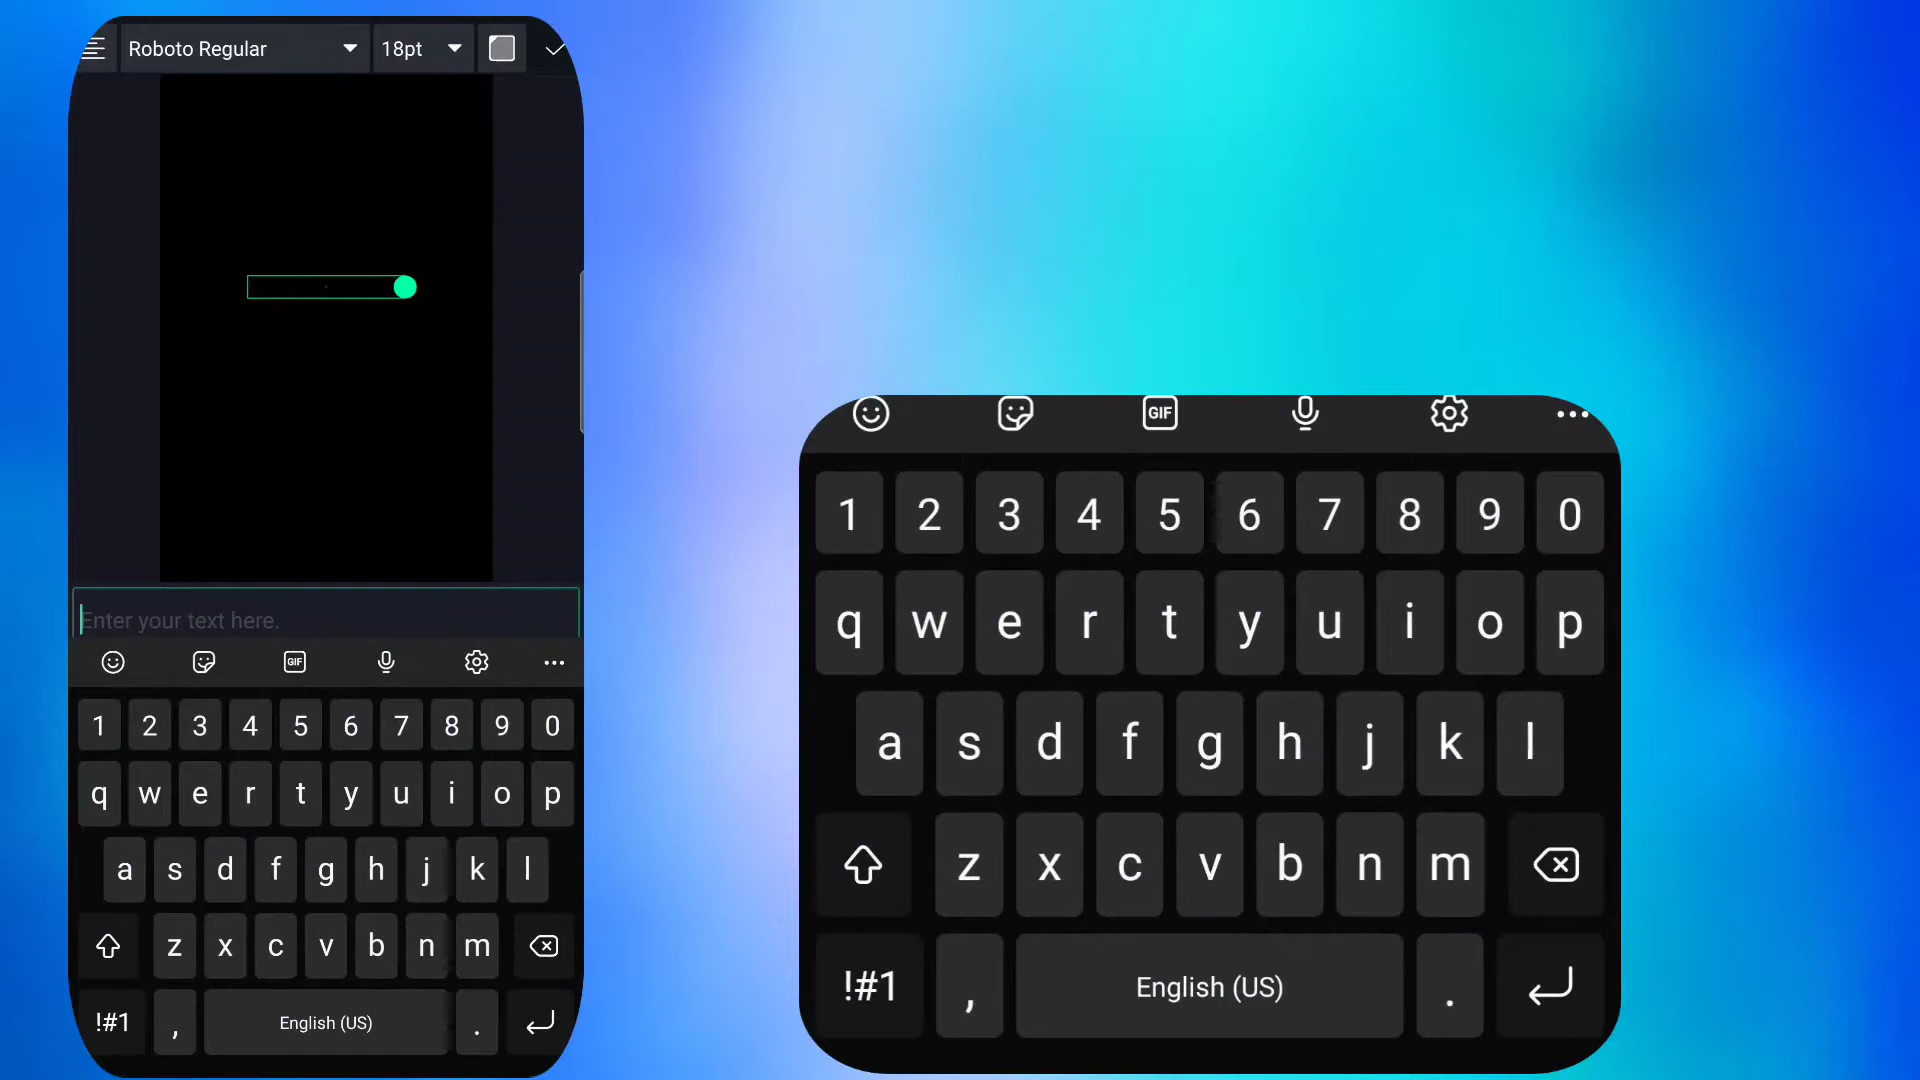 Roboto Regular 18pt
Enter your text here.
GIF
1 2 3 4 5 6 7 8 9 0
q w e r t y u i o p
a s d f g h j k l
z x c v b n m
!#1 , English (US) .
GIF
1 2 3 4 5 6 7 8 9 0
q w e r t y u i o p
a s d f g h j k l
z x c v b n m
!#1 , English (US) .